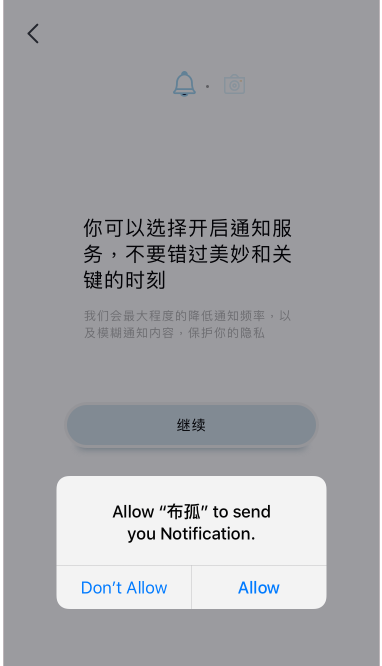 你可以选择开启通知服
务，不要错过美妙和关
键的时刻
我们会最大程度的降低通知频率，以
及模糊通知内容，保护你的隐私
继续
Allow “布孤” to send
you Notification.
Don’t Allow
Allow